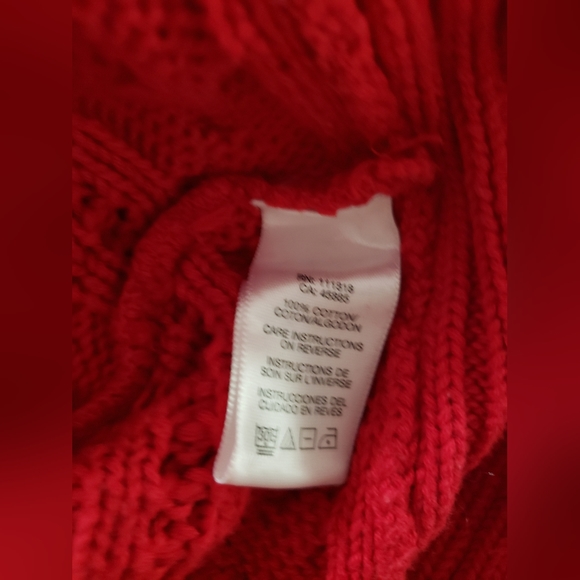 RN: 111818
CA: 45885
100% COTTON/
COTON/ALGODON
CARE INSTRUCTIONS
ON REVERSE
INSTRUCTIONS DE
SOIN SUR L'INVERSE
INSTRUCCIONES DEL
CUIDADO EN REVES